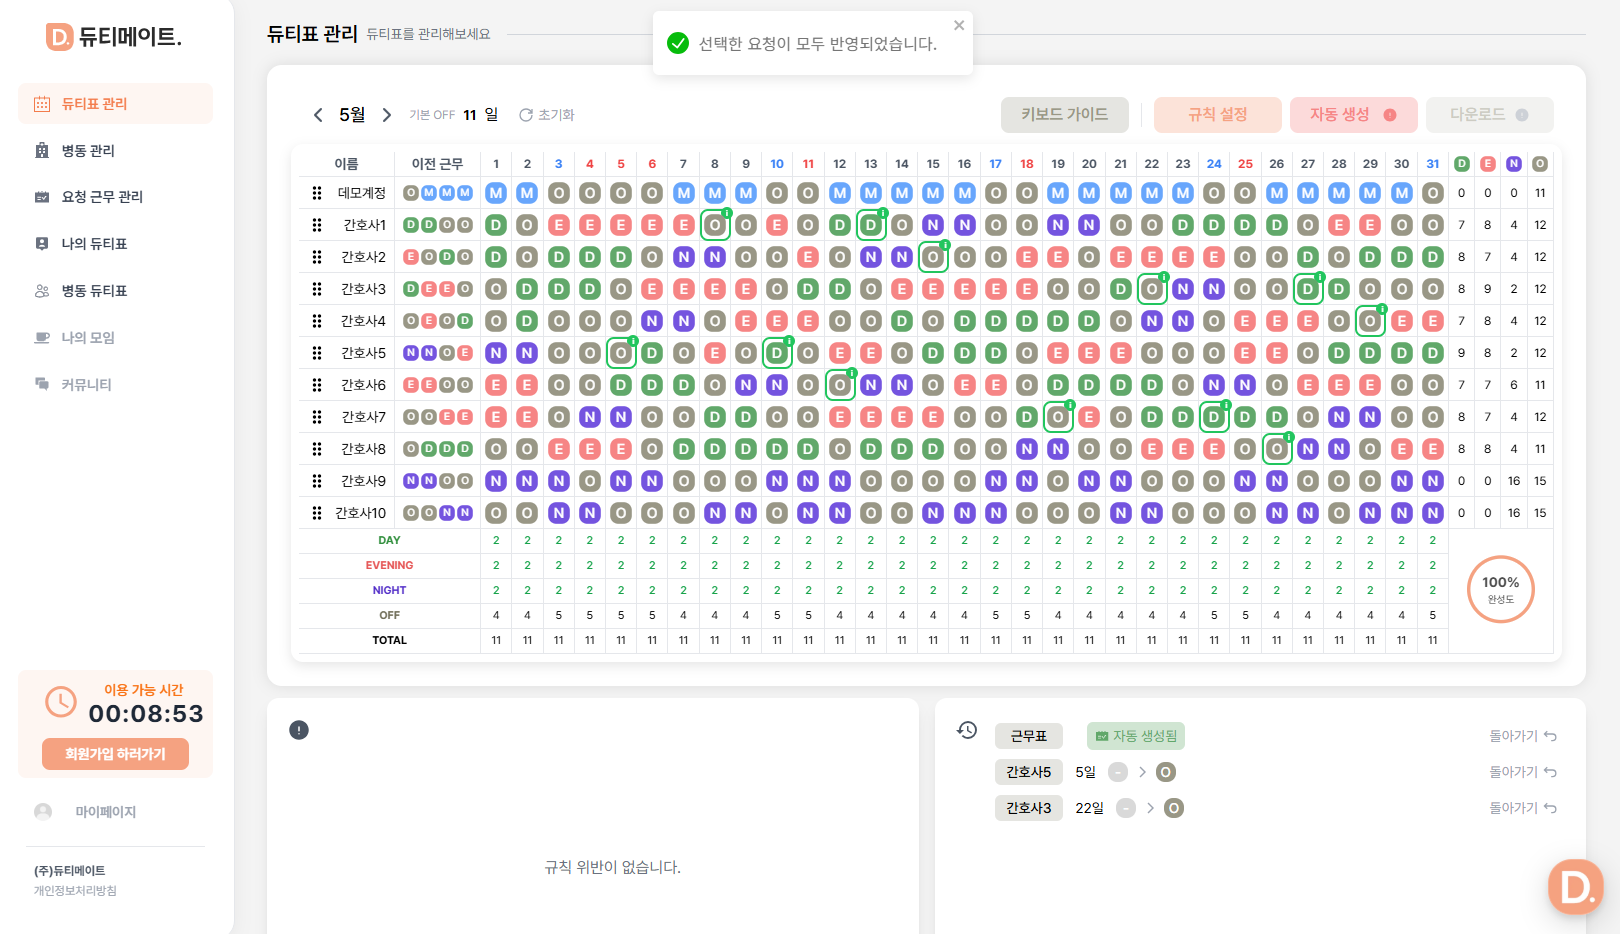 D. 듀티메이트.
듀티표 관리
병동 관리
요청 근무 관리
나의 듀티표
병동 듀티표
나의 모임
커뮤니티
이용 가능 시간
00:08:53
회원가입 하러가기
마이페이지
(주)듀티메이트
개인정보처리방침
듀티표 관리 듀티표를 관리해보세요
선택한 요청이 모두 반영되었습니다.
5월 기본 OFF 11 일 초기화 키보드 가이드 규칙 설정 자동 생성 다운로드
이름 이전 근무 1 2 3 4 5 6 7 8 9 10 11 12 13 14 15 16 17 18 19 20 21 22 23 24 25 26 27 28 29 30 31 D E N O
데모계정 O M M M M M O O O O M M M O O M M M M M O O M M M M M O O M M M M M O 0 0 0 11
간호사1 D D O O D O E E E E E O O E O D D O N N O O N N O O D D D D O E E O O 7 8 4 12
간호사2 E O D O D O D D D O N N O O E O N N O O O E E O E E E E O O D O D D D 8 7 4 12
간호사3 D E E O O D D D O E E E E O D D O E E E E E O O D O N N O O D D O O O 8 9 2 12
간호사4 O E O D O D O O O N N O E E E O O D O D D D D O O N N O E E E O O E E 7 8 4 12
간호사5 N N O E N N O O O D O E O D O E E O D D D O E E E O O O E E O D D D D 9 8 2 12
간호사6 E E O O E E O O D D D O N N O O N N O E E O D D D D O N N O E E E O O 7 7 6 11
간호사7 O O E E E E O N N O O D D O O E E E E O O D O E O D D D D D O N N O O 8 7 4 12
간호사8 O D D D O O E E E O D D D D D O D D D O O N N O O E E E O O N N O E E 8 8 4 11
간호사9 N N O O N N N O N N O O O N N N O O O O N N O N N O O O N N O O O N N 0 0 16 15
간호사10 O O N N O O N N O O O N N O N N O O N N N O O O N N O O O N N O N N N 0 0 16 15
DAY 2 2 2 2 2 2 2 2 2 2 2 2 2 2 2 2 2 2 2 2 2 2 2 2 2 2 2 2 2 2 2
EVENING 2 2 2 2 2 2 2 2 2 2 2 2 2 2 2 2 2 2 2 2 2 2 2 2 2 2 2 2 2 2 2
NIGHT 2 2 2 2 2 2 2 2 2 2 2 2 2 2 2 2 2 2 2 2 2 2 2 2 2 2 2 2 2 2 2
OFF 4 4 5 5 5 5 4 4 4 5 5 4 4 4 4 4 5 5 4 4 4 4 4 5 5 4 4 4 4 4 5
TOTAL 11 11 11 11 11 11 11 11 11 11 11 11 11 11 11 11 11 11 11 11 11 11 11 11 11 11 11 11 11 11 11
100%
완성도
규칙 위반이 없습니다.
근무표 자동 생성됨 돌아가기
간호사5 5일 - > O 돌아가기
간호사3 22일 - > O 돌아가기
D.